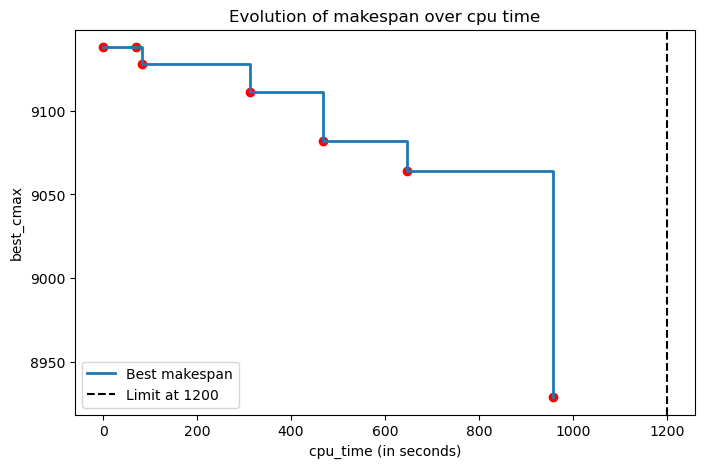 Evolution of makespan over cpu time
best_cmax
9100
9050
9000
8950
Best makespan
Limit at 1200
0
200
400
600
800
1000
1200
cpu_time (in seconds)